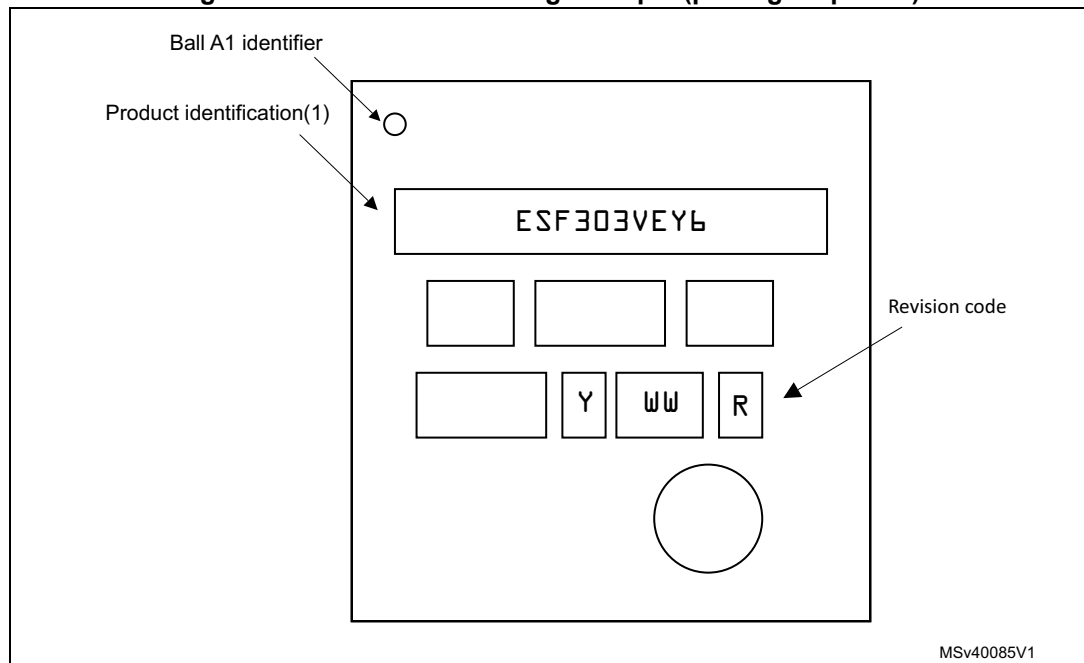 Ball A1 identifier
Product identification(1)
ESF303VEY6
Revision code
Y WW R
MSv40085V1